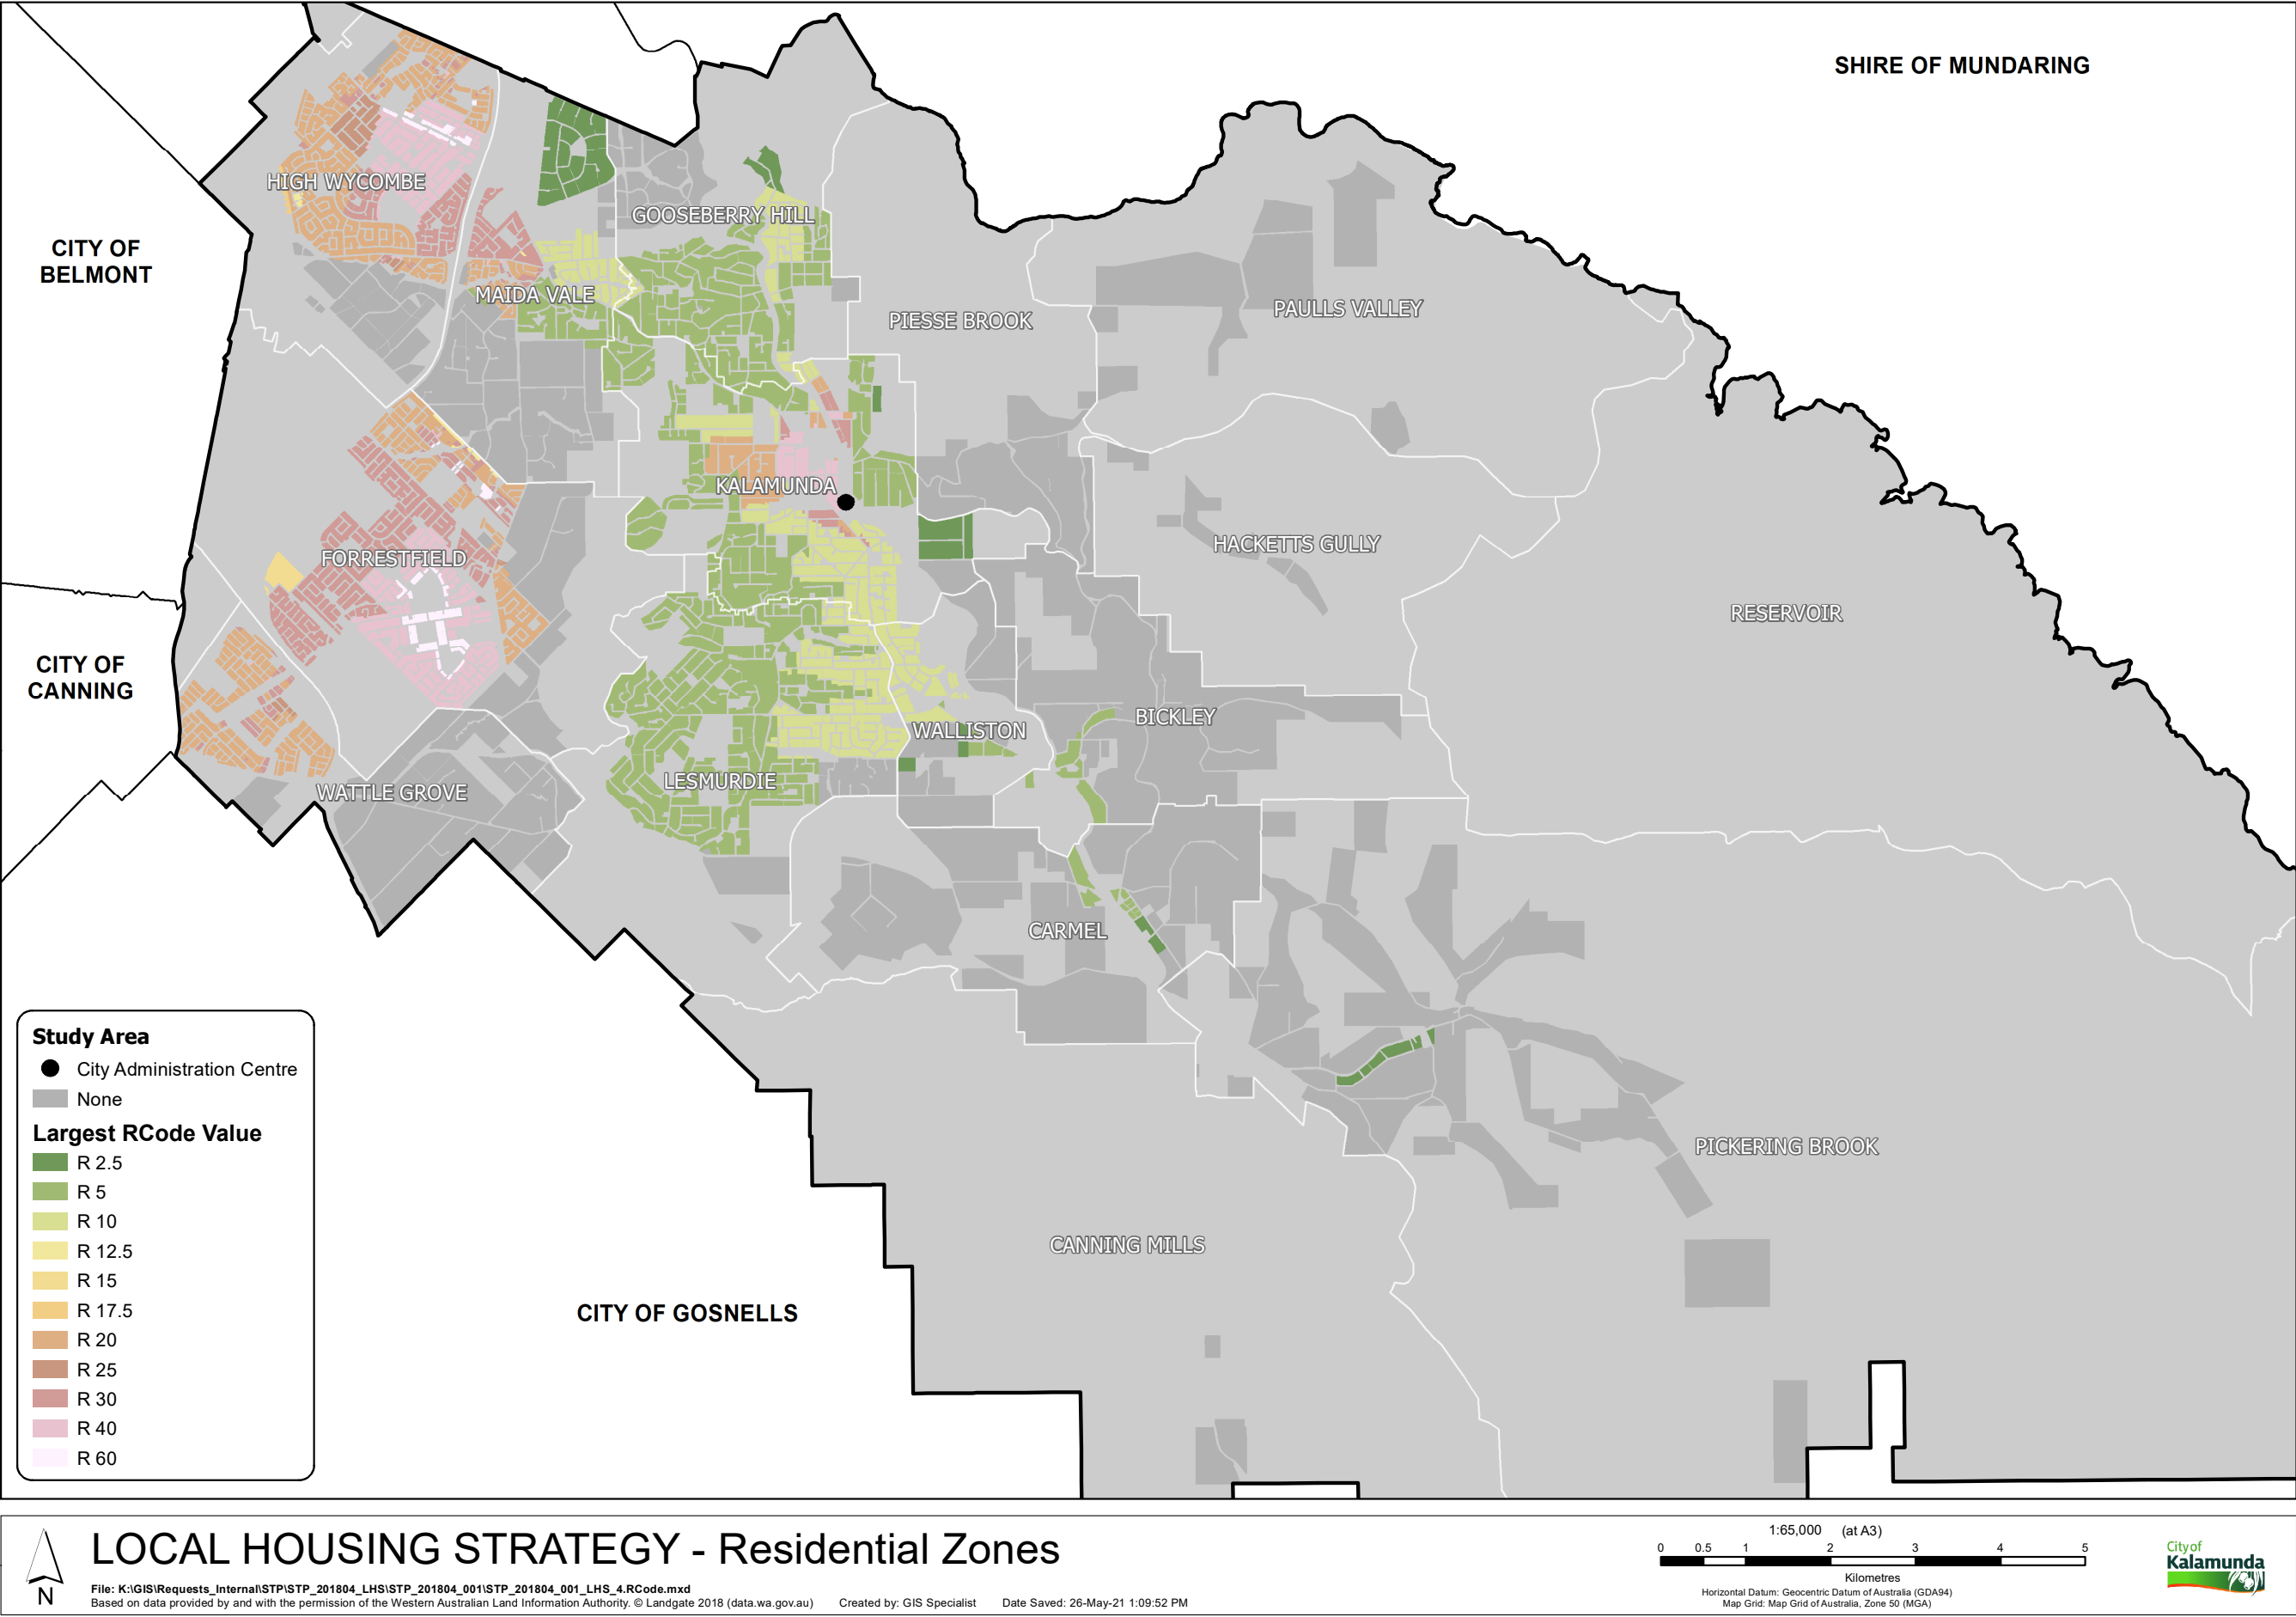 SHIRE OF MUNDARING
HIGH WYCOMBE
GOOSEBERRY HILL
CITY OF
BELMONT
MAIDA VALE
PIESSE BROOK
PAULLS VALLEY
KALAMUNDA
FORRESTFIELD
HACKETTS GULLY
RESERVOIR
CITY OF
CANNING
WALLISTON
BICKLEY
LESMURDIE
WATTLE GROVE
CARMEL
PICKERING BROOK
CANNING MILLS
CITY OF GOSNELLS
Study Area
City Administration Centre
None
Largest RCode Value
R 2.5
R 5
R 10
R 12.5
R 15
R 17.5
R 20
R 25
R 30
R 40
R 60
N
LOCAL HOUSING STRATEGY - Residential Zones
File: K:\GIS\Requests_Internal\STP\STP_201804_LHS\STP_201804_001\STP_201804_001_LHS_4.RCode.mxd
Based on data provided by and with the permission of the Western Australian Land Information Authority. © Landgate 2018 (data.wa.gov.au) Created by: GIS Specialist Date Saved: 26-May-21 1:09:52 PM
1:65,000 (at A3)
0 0.5 1 2 3 4 5
Kilometres
Horizontal Datum: Geocentric Datum of Australia (GDA94)
Map Grid: Map Grid of Australia, Zone 50 (MGA)
City of
Kalamunda